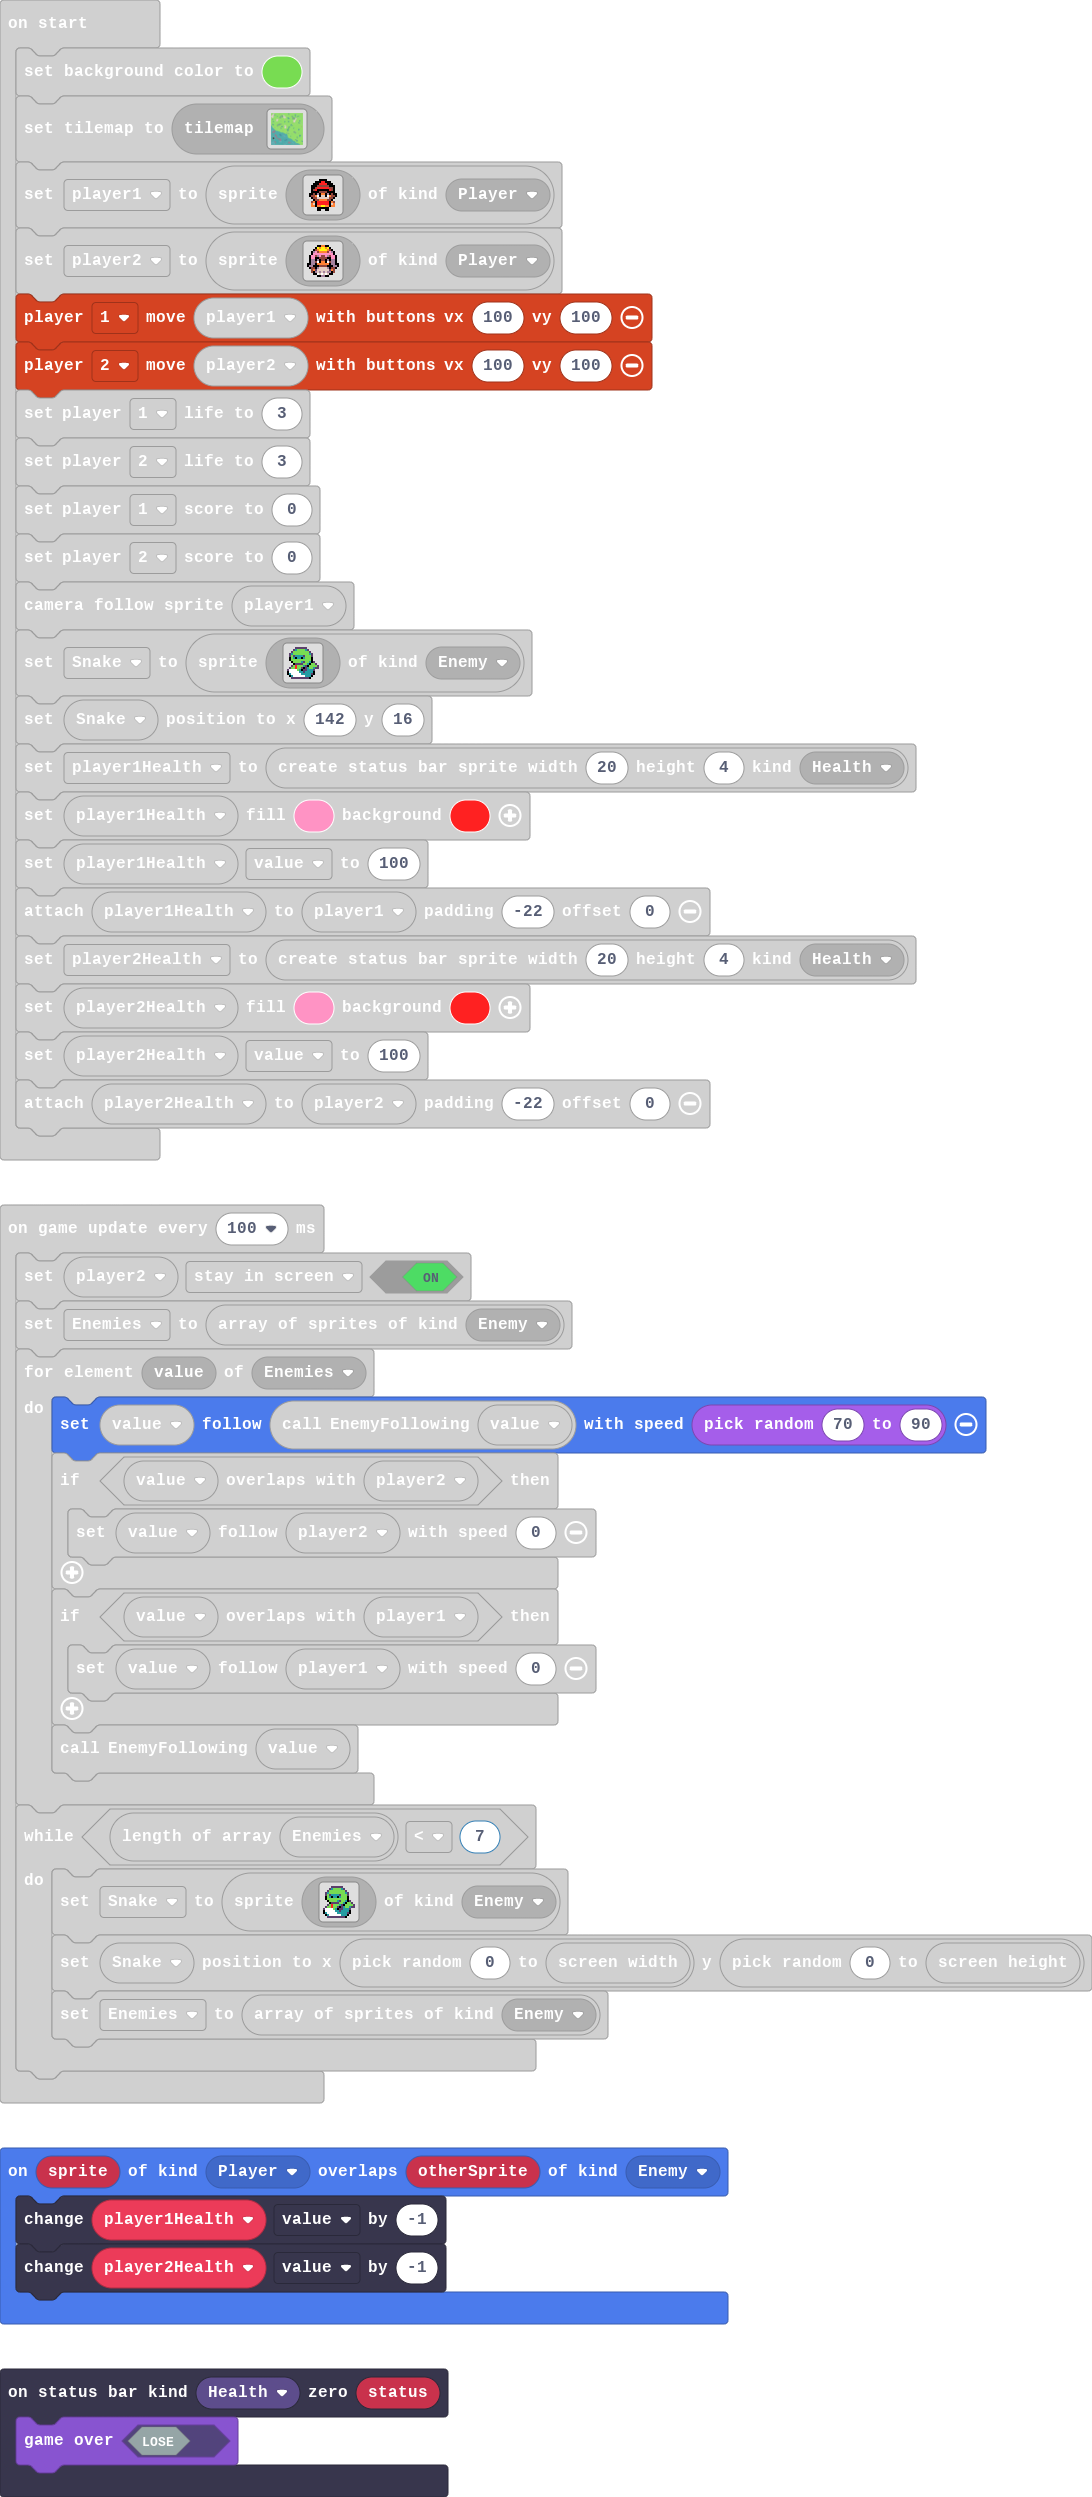 on start
set background color to
set tilemap to tilemap
set player1 to sprite of kind Player
set player2 to sprite of kind Player
player 1 move player1 with buttons vx 100 vy 100
player 2 move player2 with buttons vx 100 vy 100
set player 1 life to 3
set player 2 life to 3
set player 1 score to 0
set player 2 score to 0
camera follow sprite player1
set Snake to sprite of kind Enemy
set Snake position to x 142 y 16
set player1Health to create status bar sprite width 20 height 4 kind Health
set player1Health fill background
set player1Health value to 100
attach player1Health to player1 padding -22 offset 0
set player2Health to create status bar sprite width 20 height 4 kind Health
set player2Health fill background
set player2Health value to 100
attach player2Health to player2 padding -22 offset 0
on game update every 100 ms
set player2 stay in screen ON
set Enemies to array of sprites of kind Enemy
for element value of Enemies
do set value follow call EnemyFollowing value with speed pick random 70 to 90
if value overlaps with player2 then
set value follow player2 with speed 0
if value overlaps with player1 then
set value follow player1 with speed 0
call EnemyFollowing value
while length of array Enemies < 7
do set Snake to sprite of kind Enemy
set Snake position to x pick random 0 to screen width y pick random 0 to screen height
set Enemies to array of sprites of kind Enemy
on sprite of kind Player overlaps otherSprite of kind Enemy
change player1Health value by -1
change player2Health value by -1
on status bar kind Health zero status
game over LOSE